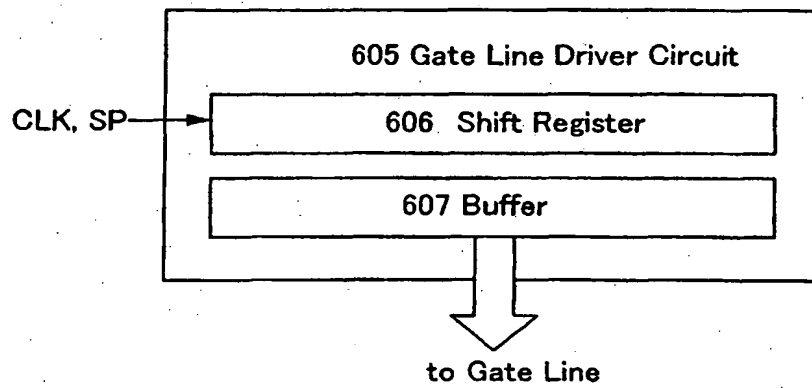 605 Gate Line Driver Circuit
CLK, SP
606 Shift Register
607 Buffer
to Gate Line